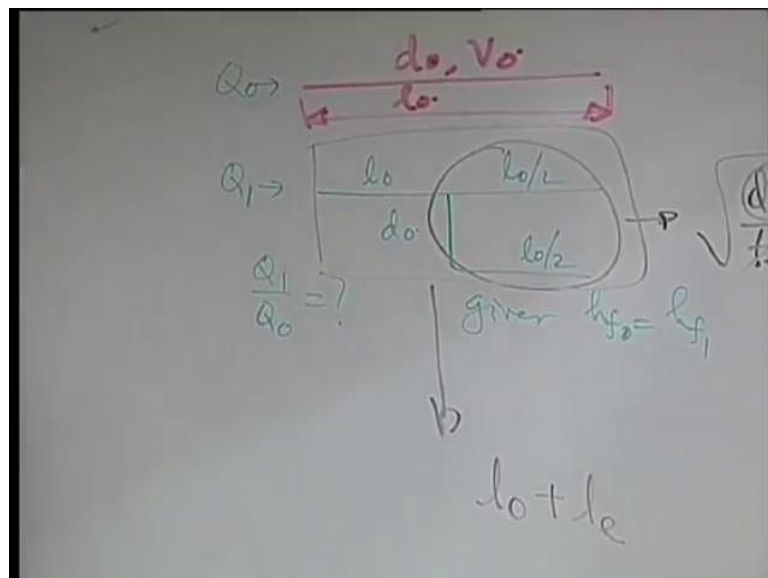 d₀, V₀.
Q₀→
l₀.
Q₁→ l₀ l₀/2
d₀.
l₀/2
Q₁/Q₀ = ?
given hf₀ = hf₁
l₀ + lₑ